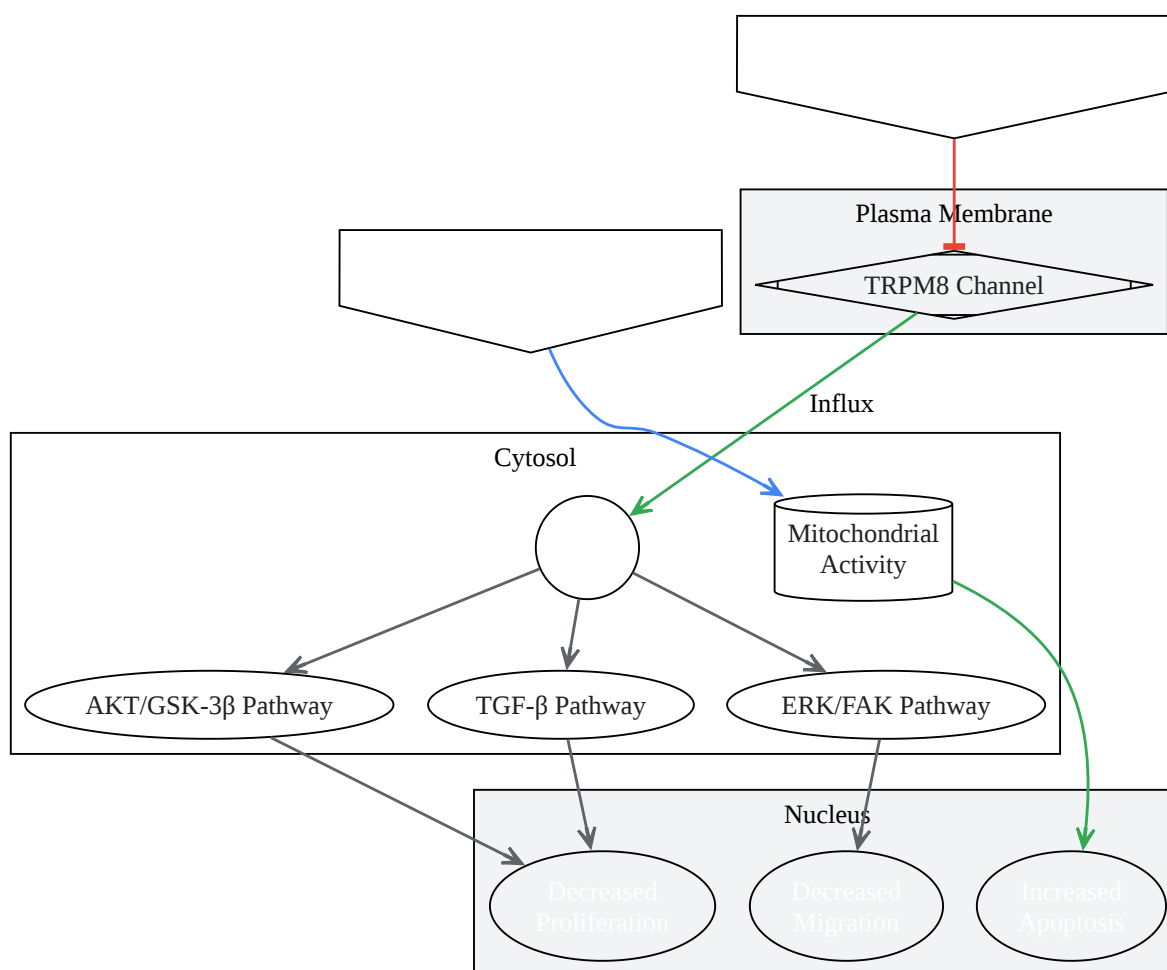 Plasma Membrane
TRPM8 Channel
Influx
Cytosol
Mitochondrial
Activity
AKT/GSK-3β Pathway
TGF-β Pathway
ERK/FAK Pathway
Nucleus
Decreased
Proliferation
Decreased
Migration
Increased
Apoptosis